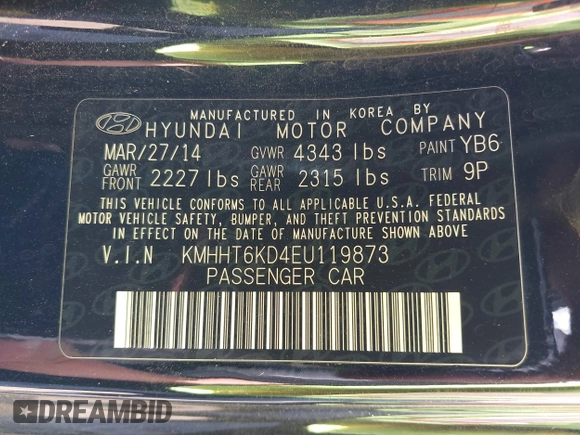 MANUFACTURED IN KOREA BY
HYUNDAI MOTOR COMPANY
MAR/27/14 GVWR 4343 lbs PAINT YB6
GAWR FRONT 2227 lbs GAWR REAR 2315 lbs TRIM 9P
THIS VEHICLE CONFORMS TO ALL APPLICABLE U.S.A. FEDERAL
MOTOR VEHICLE SAFETY, BUMPER, AND THEFT PREVENTION STANDARDS
IN EFFECT ON THE DATE OF MANUFACTURE SHOWN ABOVE
V.I.N KMHHT6KD4EU119873
PASSENGER CAR
DREAMBID